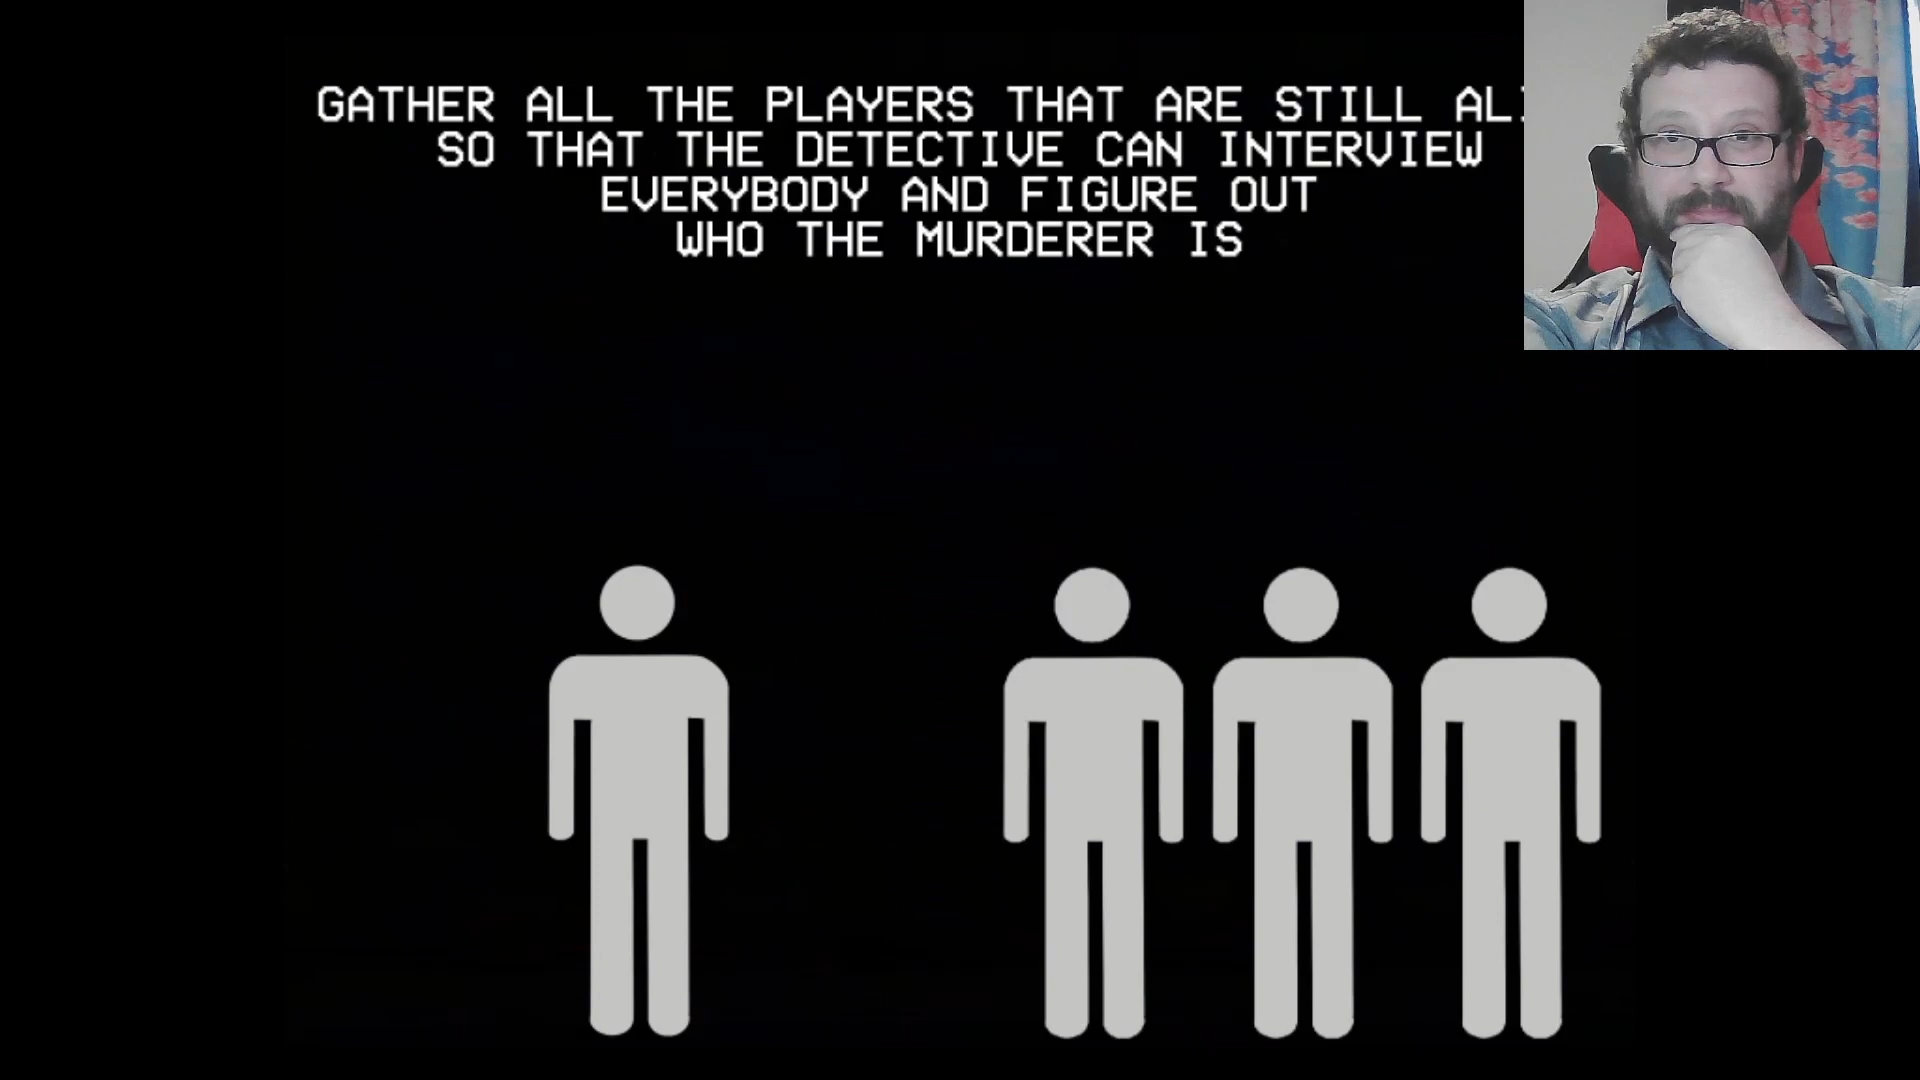 GATHER ALL THE PLAYERS THAT ARE STILL
SO THAT THE DETECTIVE CAN INTERVIEW
EVERYBODY AND FIGURE OUT
WHO THE MURDERER IS